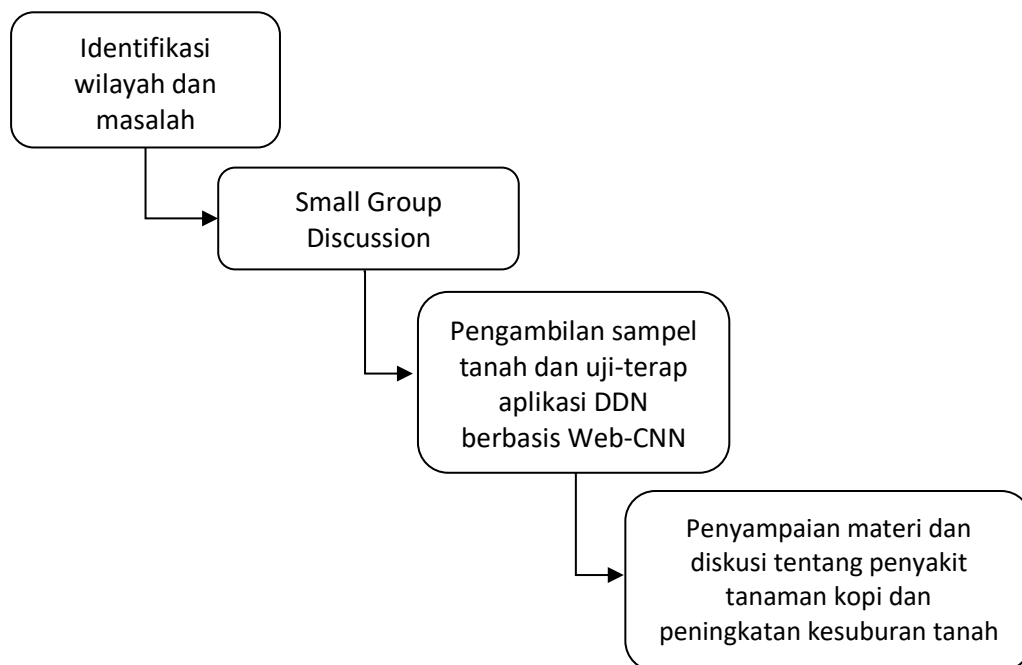 Identifikasi
wilayah dan
masalah
Small Group
Discussion
Pengambilan sampel
tanah dan uji-terap
aplikasi DDN
berbasis Web-CNN
Penyampaian materi dan
diskusi tentang penyakit
tanaman kopi dan
peningkatan kesuburan tanah